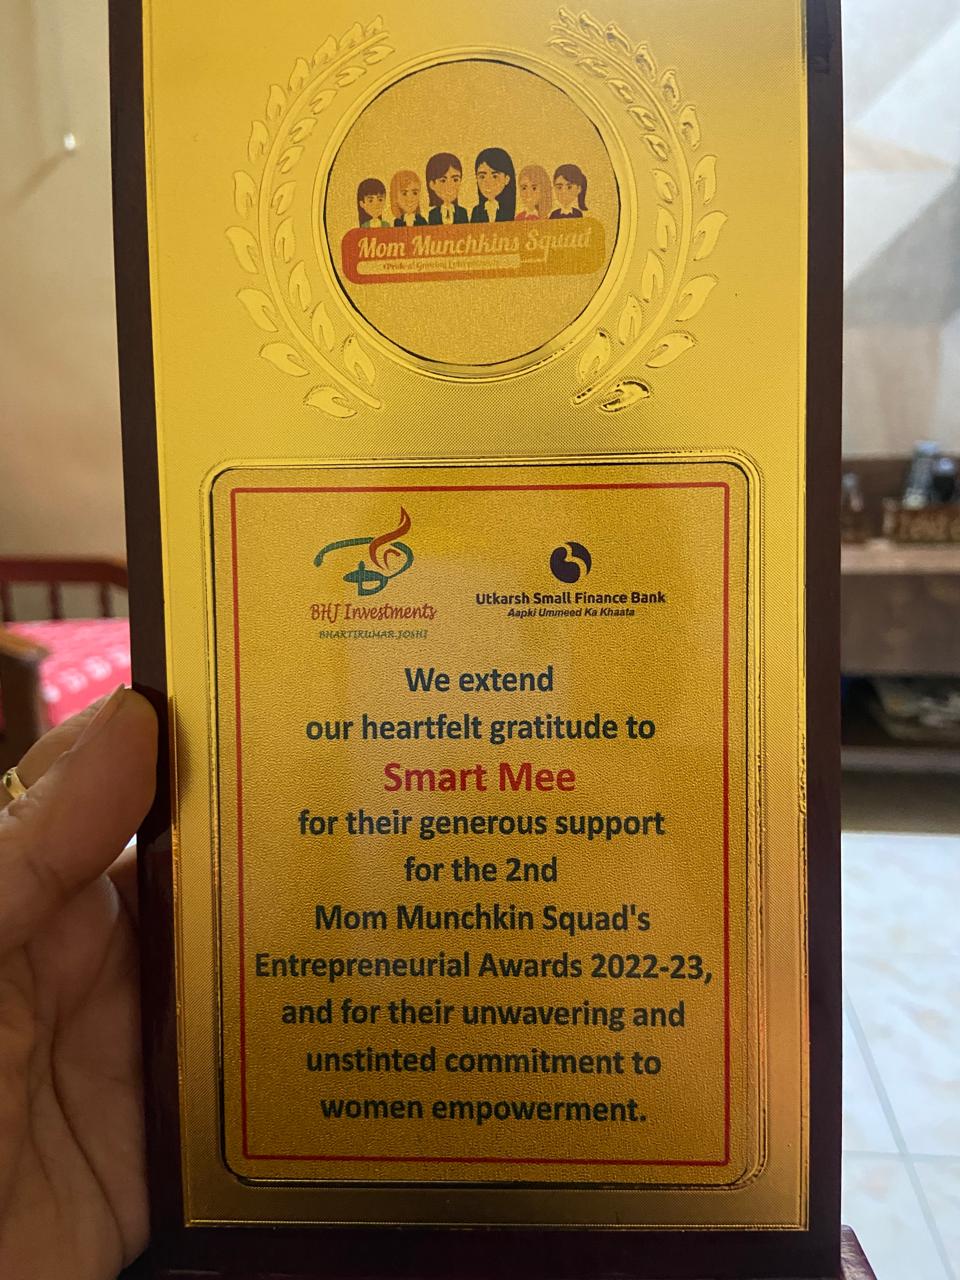 Mom Munchkins Squad
BHJ Investments
BHARTIKUMAR JOSHI
Utkarsh Small Finance Bank
Aapki Ummeed Ka Khaata
We extend
our heartfelt gratitude to
Smart Mee
for their generous support
for the 2nd
Mom Munchkin Squad's
Entrepreneurial Awards 2022-23,
and for their unwavering and
unstinted commitment to
women empowerment.